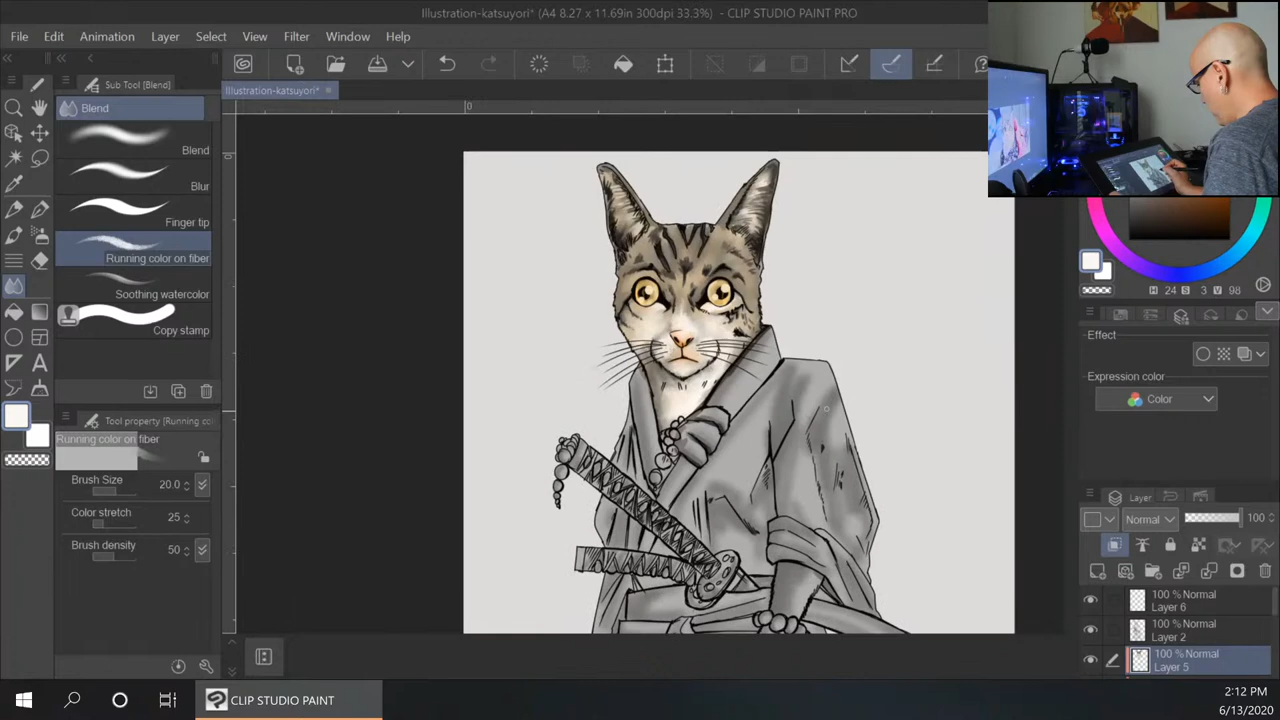 Illustration-katsuyori* (A4 8.27 x 11.69in 300dpi 33.3%) - CLIP STUDIO PAINT PRO
File Edit Animation Layer Select View Filter Window Help
Sub Tool [Blend]
Illustration-katsuyori*
Blend
0
Blend
Blur
0
Finger tip
Running color on fiber
Soothing watercolor
H 24 S 3 V 98
Copy stamp
Effect
Expression color
Color
Tool property [Running co
Running color on fiber
Brush Size 20.0
Color stretch 25
Brush density 50
Layer
Normal 100
100 % Normal
Layer 6
100 % Normal
Layer 2
100 % Normal
Layer 5
CLIP STUDIO PAINT
2:12 PM
6/13/2020